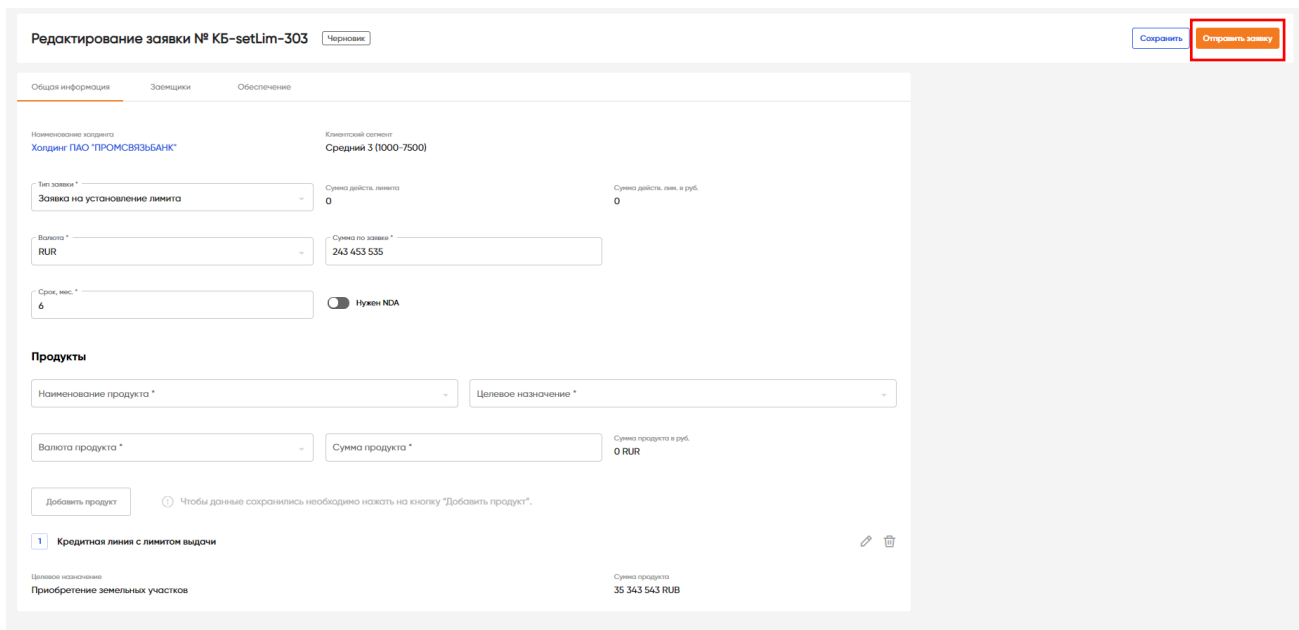 Редактирование заявки № КБ-setLim-303 Черновик Сохранить Отправить заявку
Общая информация Заемщики Обеспечение
Наименование холдинга Клиентский сегмент
Холдинг ПАО "ПРОМСВЯЗЬБАНК" Средний 3 (1000-7500)
Тип заявки * Сумма действ. лимита Сумма действ. лим. в руб.
Заявка на установление лимита 0 0
Валюта * Сумма по заявке *
RUR 243 453 535
Срок, мес. *
6 Нужен NDA
Продукты
Наименование продукта * Целевое назначение *
Валюта продукта * Сумма продукта * Сумма продукта в руб.
0 RUR
Добавить продукт Чтобы данные сохранились необходимо нажать на кнопку "Добавить продукт".
1 Кредитная линия с лимитом выдачи
Целевое назначение Сумма продукта
Приобретение земельных участков 35 343 543 RUB